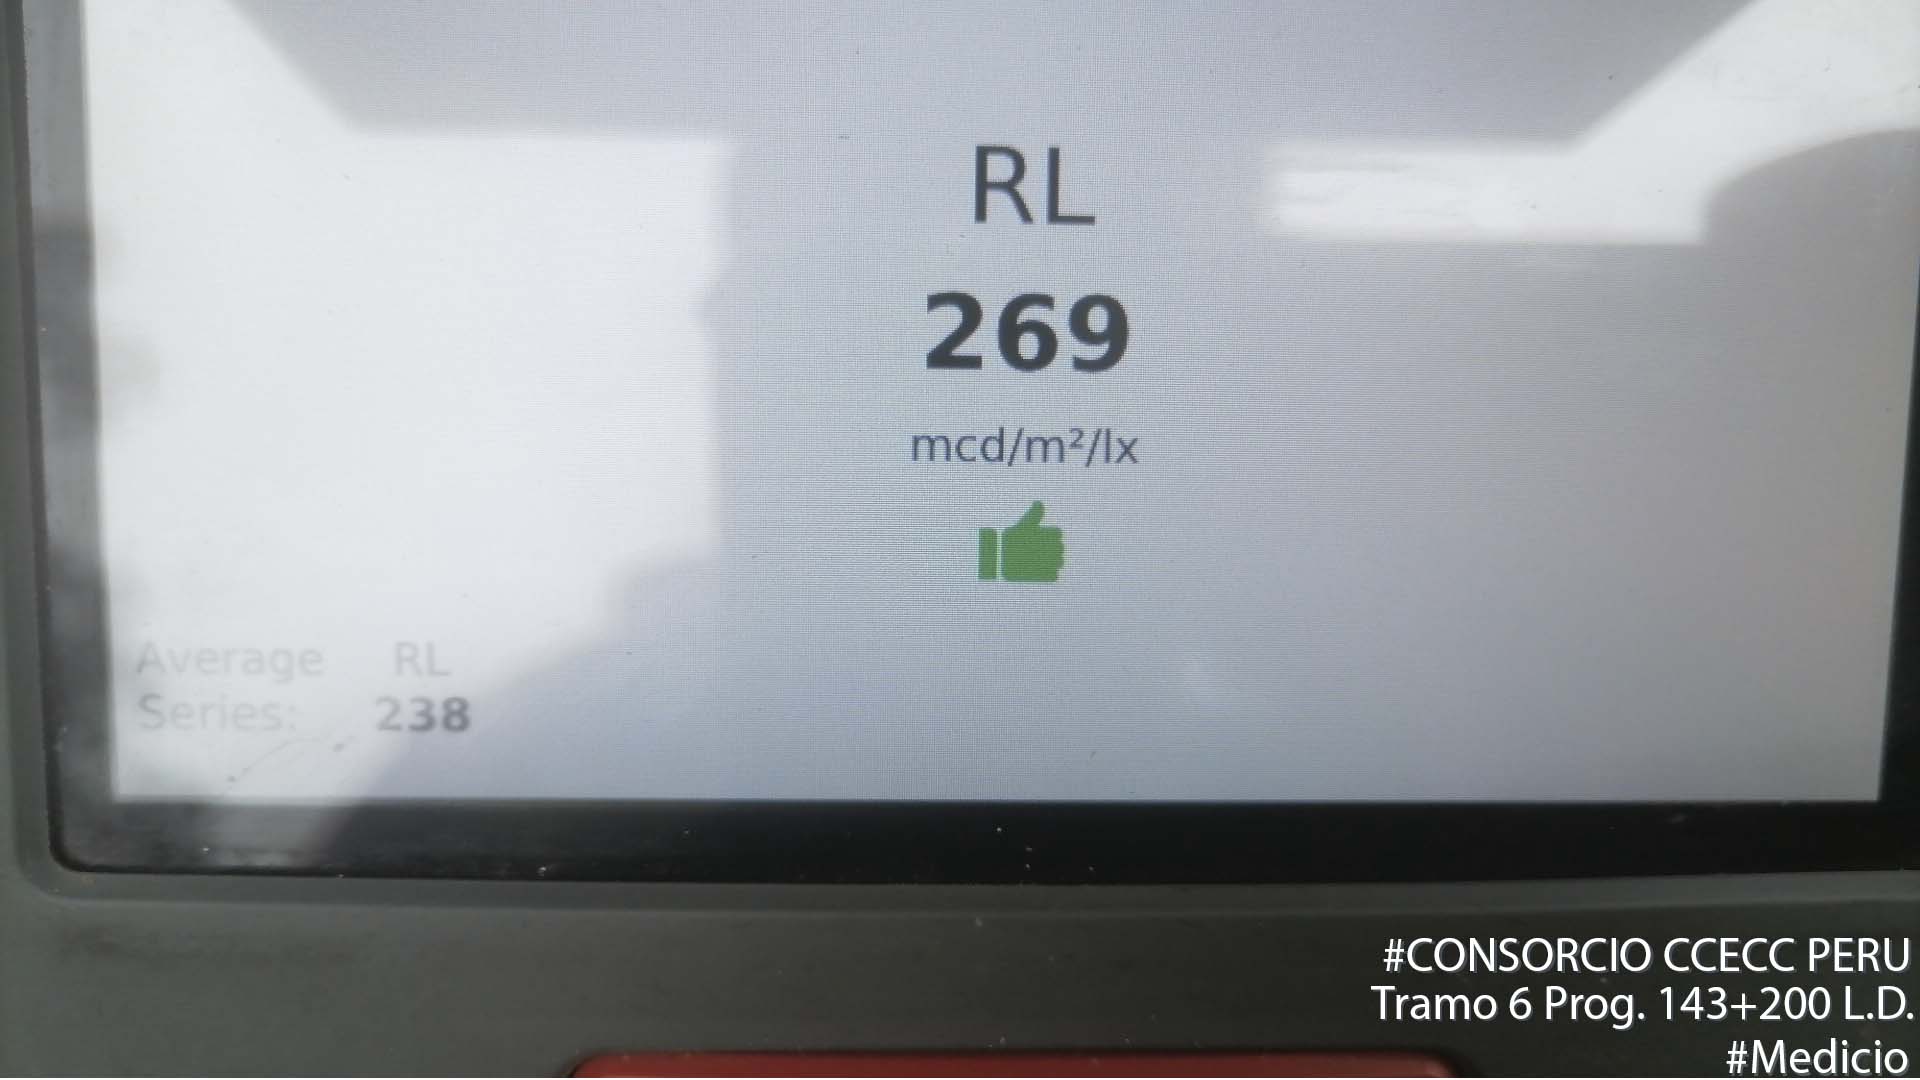 RL
269
mcd/m²/lx
Average RL
Series: 238
#CONSORCIO CCECC PERU
Tramo 6 Prog. 143+200 L.D.
#Medicio